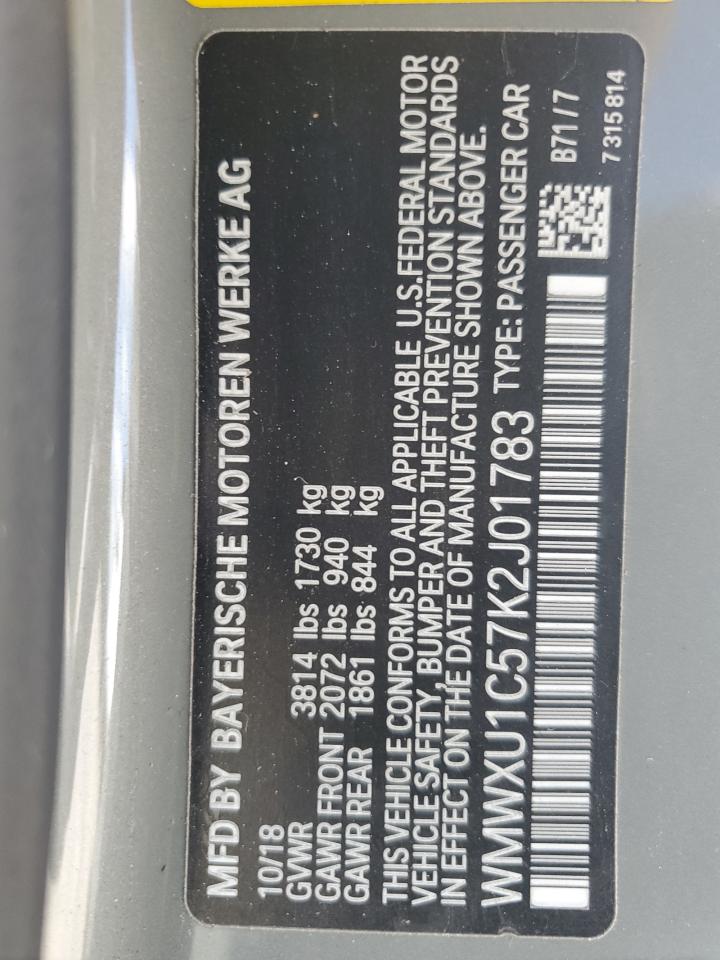 MFD BY BAYERISCHE MOTOREN WERKE AG
10/18
GVWR 3814 lbs 1730 kg
GAWR FRONT 2072 lbs 940 kg
GAWR REAR 1861 lbs 844 kg
THIS VEHICLE CONFORMS TO ALL APPLICABLE U.S.FEDERAL MOTOR
VEHICLE SAFETY, BUMPER AND THEFT PREVENTION STANDARDS
IN EFFECT ON THE DATE OF MANUFACTURE SHOWN ABOVE.
WMWXU1C57K2J01783 TYPE: PASSENGER CAR
B71/7
7 315 814